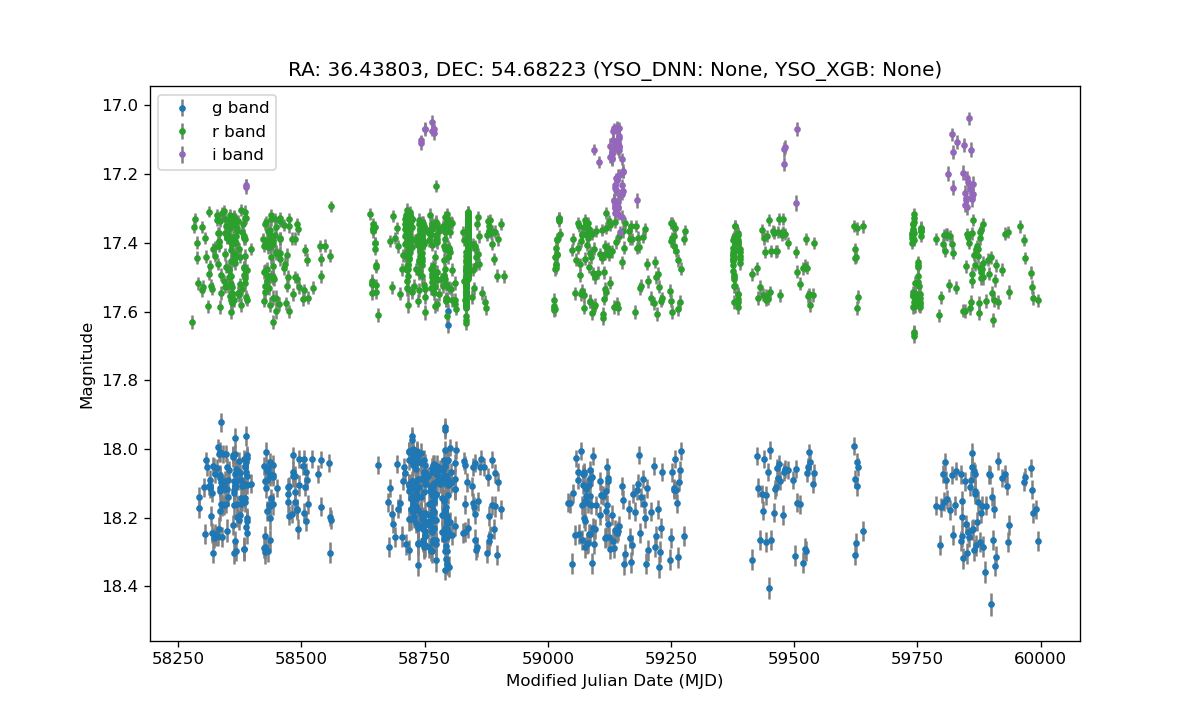 RA: 36.43803, DEC: 54.68223 (YSO_DNN: None, YSO_XGB: None)
g band
r band
i band
17.0
17.2
17.4
17.6
17.8
18.0
18.2
18.4
Magnitude
58250 58500 58750 59000 59250 59500 59750 60000
Modified Julian Date (MJD)